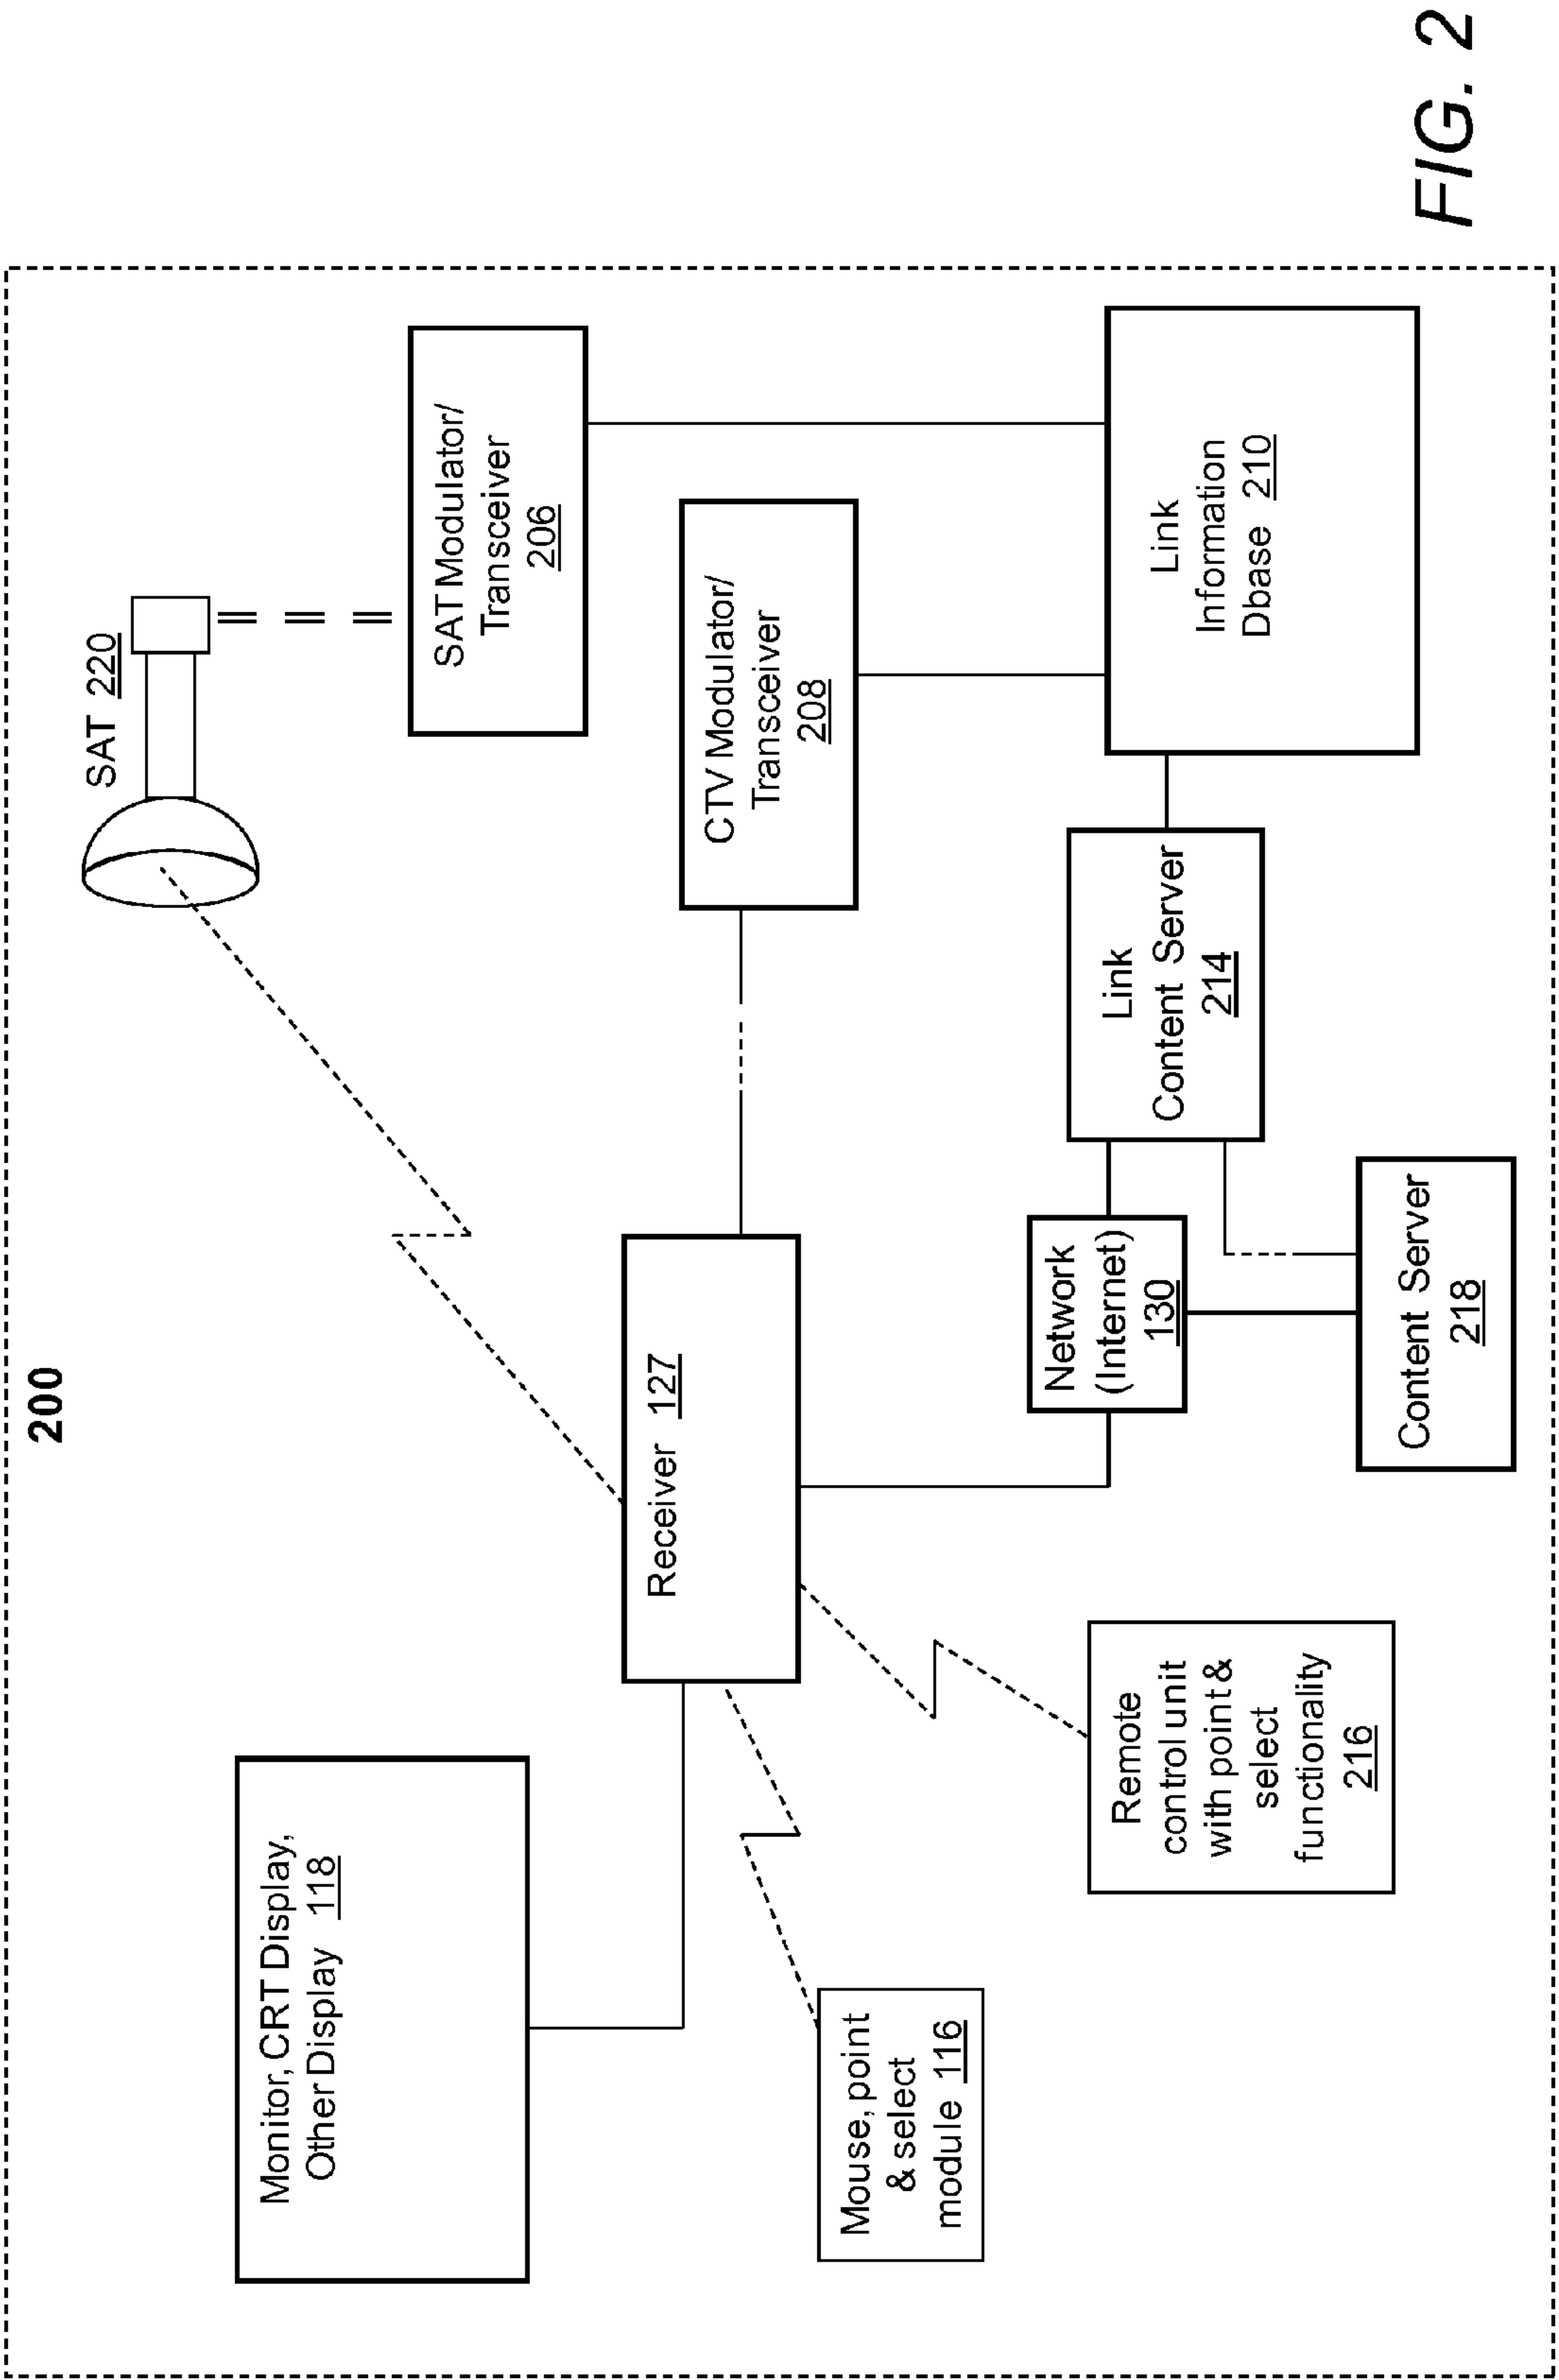 200
SAT 220
Monitor, CRT Display,
Other Display 118
SAT Modulator/
Transceiver
206
Receiver 127
CTV Modulator/
Transceiver
208
Mouse, point
& select
module 116
Remote
control unit
with point &
select
functionality
216
Network
(Internet)
130
Link
Content Server
214
Link
Information
Dbase 210
Content Server
218
FIG. 2